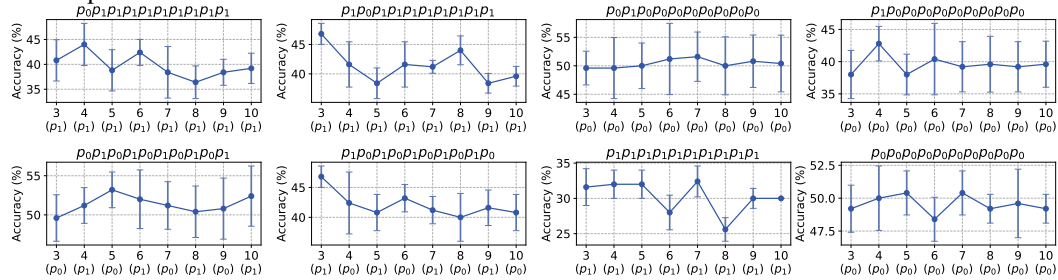 p₀p₁p₁p₁p₁p₁p₁p₁p₁p₁
Accuracy (%)
45
40
35
3 4 5 6 7 8 9 10
(p₁) (p₁) (p₁) (p₁) (p₁) (p₁) (p₁) (p₁)
p₁p₀p₁p₁p₁p₁p₁p₁p₁p₁
Accuracy (%)
45
40
3 4 5 6 7 8 9 10
(p₁) (p₁) (p₁) (p₁) (p₁) (p₁) (p₁) (p₁)
p₀p₁p₀p₀p₀p₀p₀p₀p₀p₀
Accuracy (%)
55
50
45
3 4 5 6 7 8 9 10
(p₀) (p₀) (p₀) (p₀) (p₀) (p₀) (p₀) (p₀)
p₁p₀p₀p₀p₀p₀p₀p₀p₀p₀
Accuracy (%)
45
40
35
3 4 5 6 7 8 9 10
(p₀) (p₀) (p₀) (p₀) (p₀) (p₀) (p₀) (p₀)
p₀p₁p₀p₁p₀p₁p₀p₁p₀p₁
Accuracy (%)
55
50
3 4 5 6 7 8 9 10
(p₀) (p₁) (p₀) (p₁) (p₀) (p₁) (p₀) (p₁)
p₁p₀p₁p₀p₁p₀p₁p₀p₁p₀
Accuracy (%)
45
40
3 4 5 6 7 8 9 10
(p₁) (p₀) (p₁) (p₀) (p₁) (p₀) (p₁) (p₀)
p₁p₁p₁p₁p₁p₁p₁p₁p₁p₁
Accuracy (%)
35
30
25
3 4 5 6 7 8 9 10
(p₁) (p₁) (p₁) (p₁) (p₁) (p₁) (p₁) (p₁)
p₀p₀p₀p₀p₀p₀p₀p₀p₀p₀
Accuracy (%)
52.5
50.0
47.5
3 4 5 6 7 8 9 10
(p₀) (p₀) (p₀) (p₀) (p₀) (p₀) (p₀) (p₀)